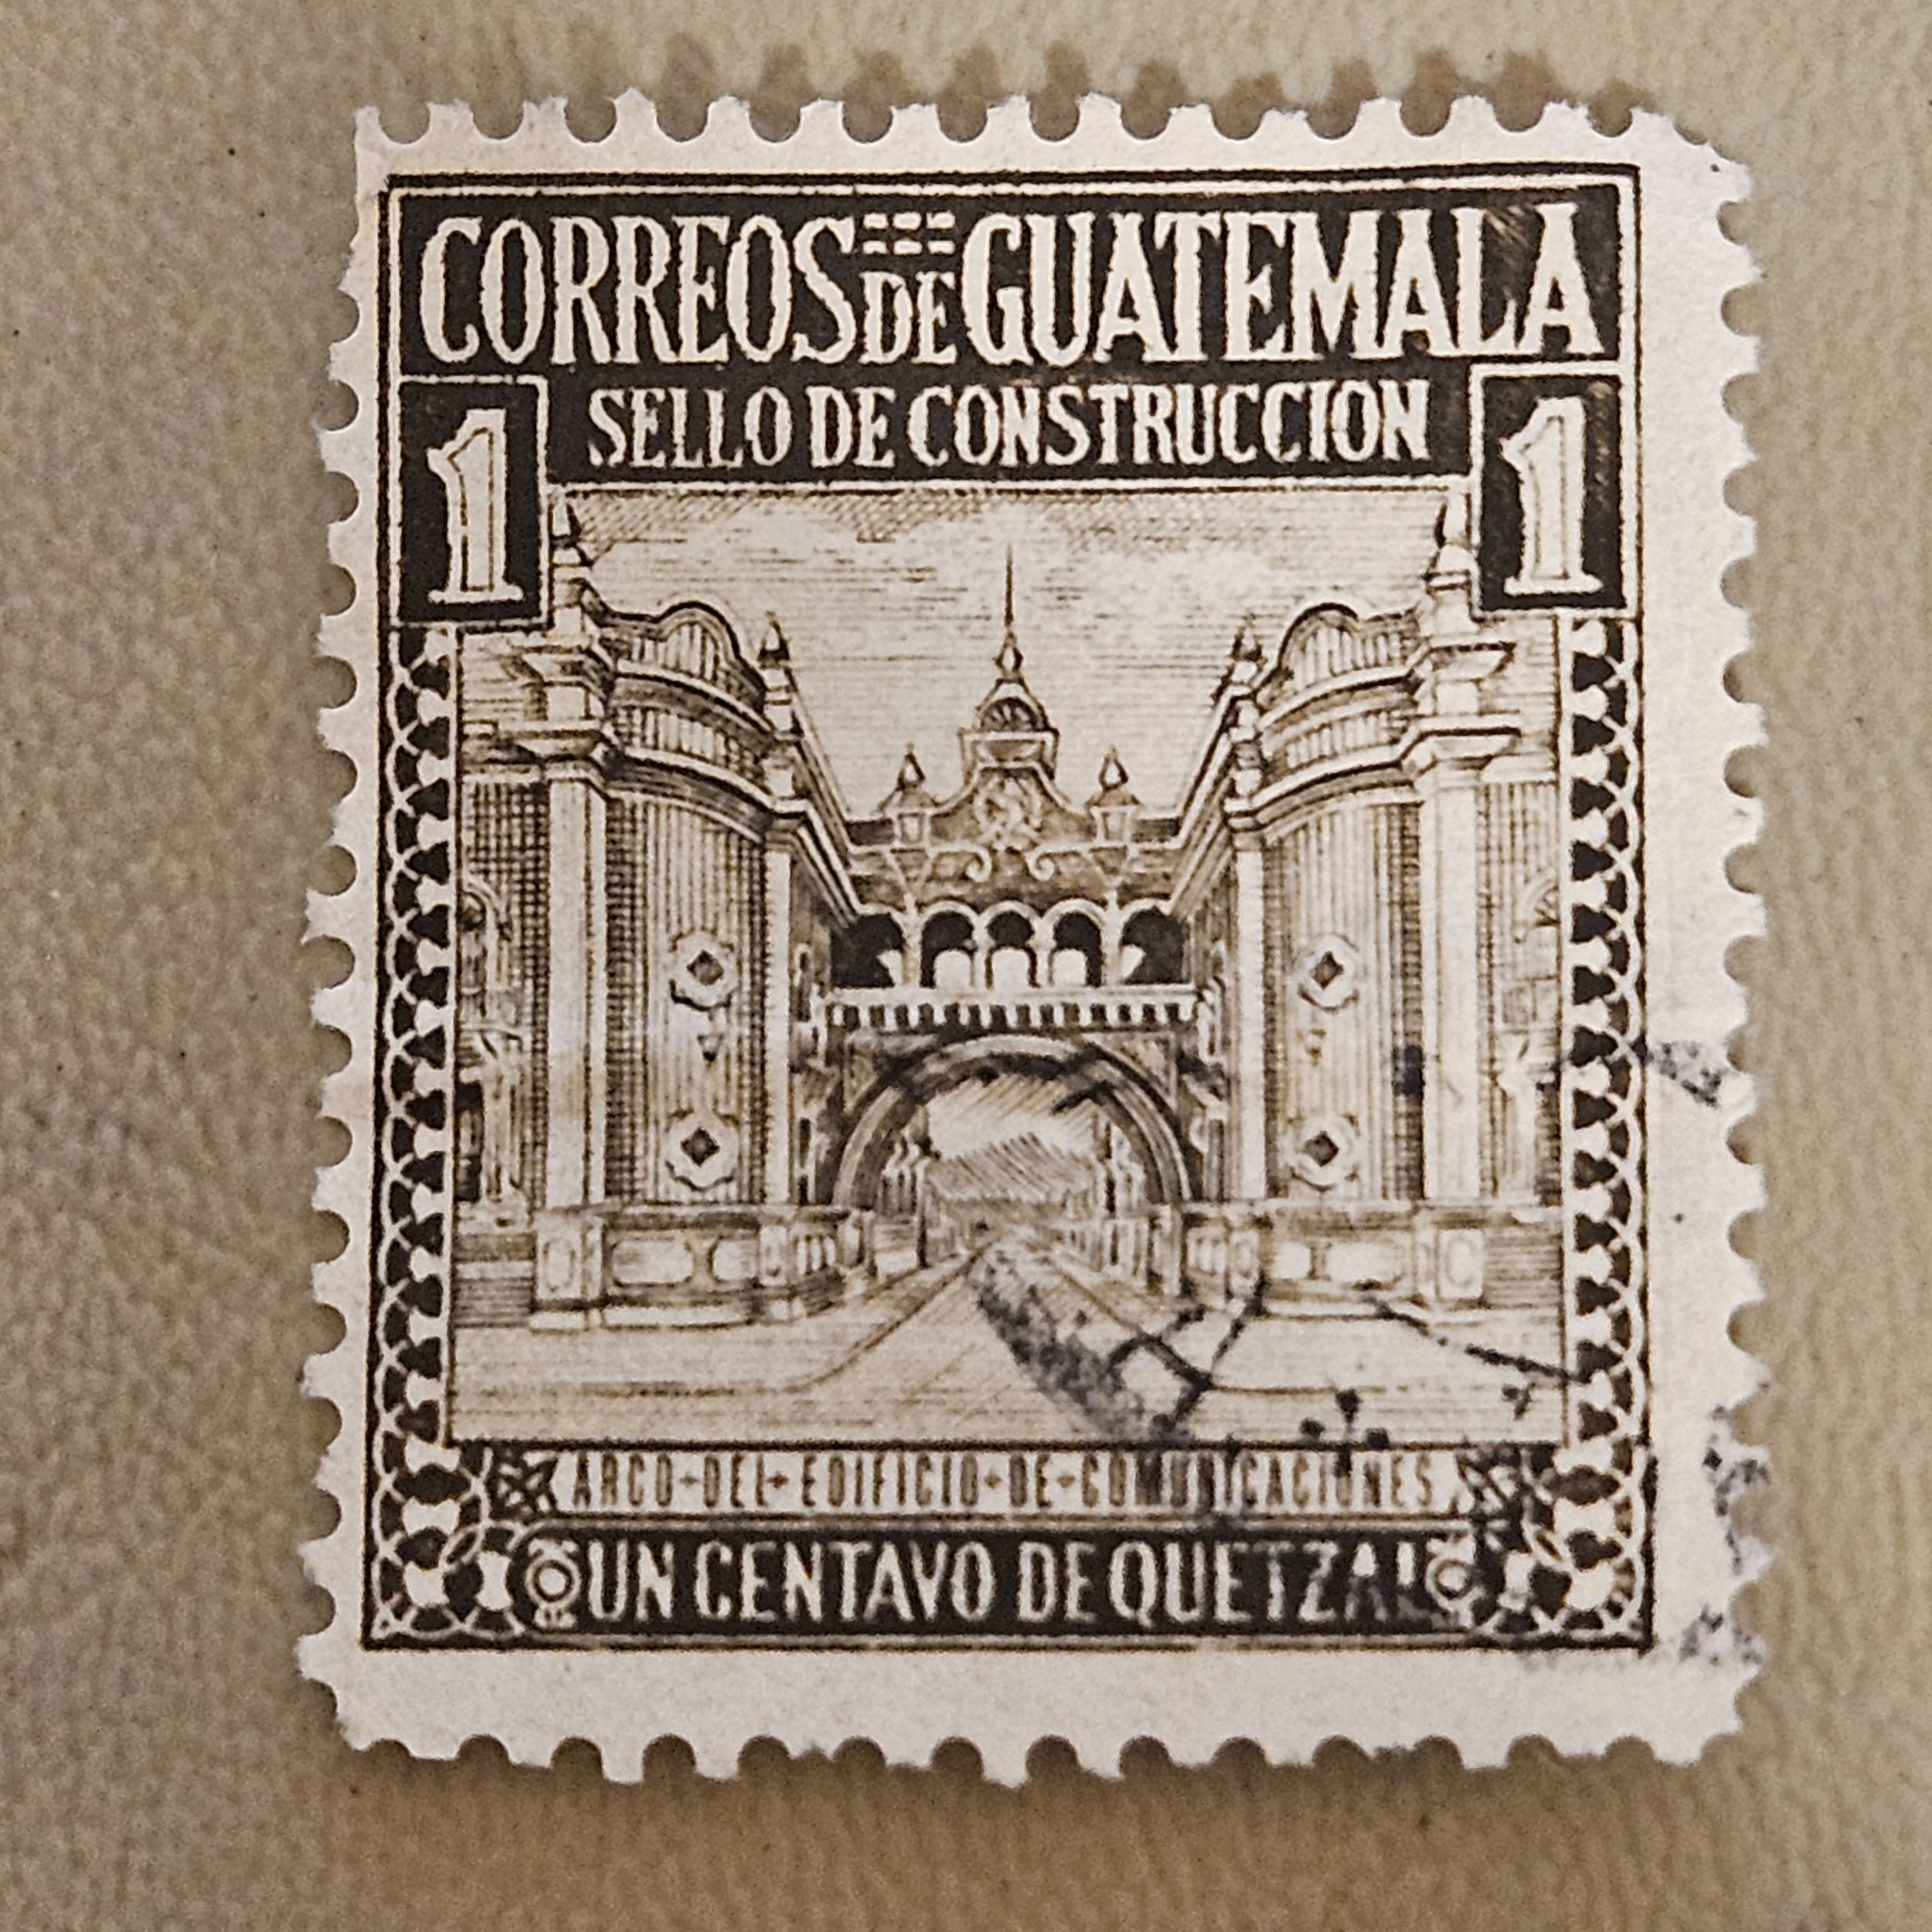 CORREOS DE GUATEMALA
1 SELLO DE CONSTRUCCION 1
ARCO DEL EDIFICIO DE COMUNICACIONES
UN CENTAVO DE QUETZAL